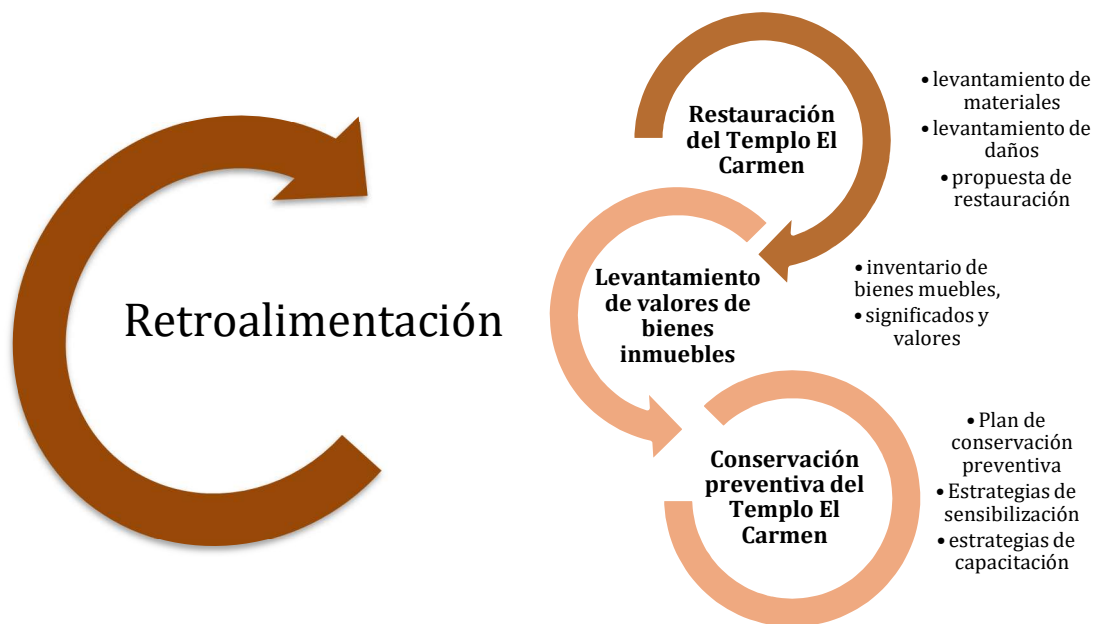 Retroalimentación
Restauración
del Templo El
Carmen
• levantamiento de
materiales
• levantamiento de
daños
• propuesta de
restauración
Levantamiento
de valores de
bienes
inmuebles
• inventario de
bienes muebles,
• significados y
valores
Conservación
preventiva del
Templo El
Carmen
• Plan de
conservación
preventiva
• Estrategias de
sensibilización
• estrategias de
capacitación